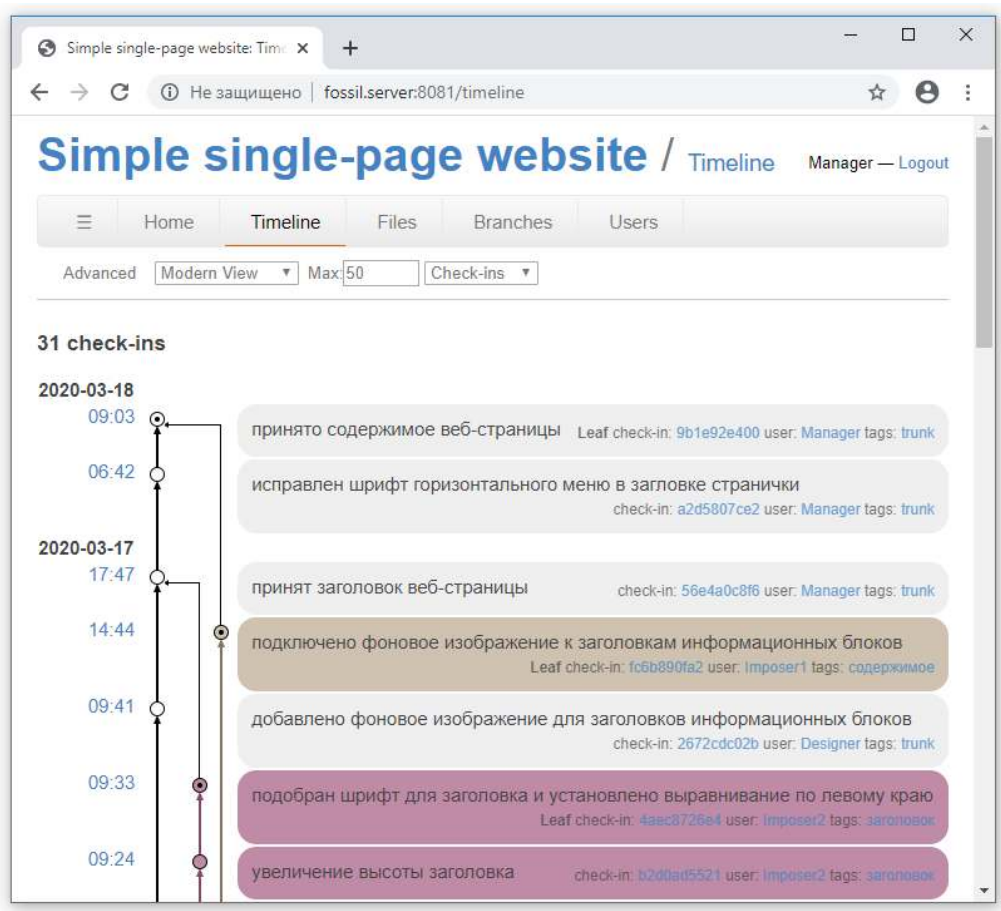 Simple single-page website: Time
Не защищено | fossil.server:8081/timeline
Simple single-page website / Timeline Manager — Logout
☰ Home Timeline Files Branches Users
Advanced Modern View Max: 50 Check-ins
31 check-ins
2020-03-18
09:03 принято содержимое веб-страницы Leaf check-in: 9b1e92e400 user: Manager tags: trunk
06:42 исправлен шрифт горизонтального меню в загловке странички
check-in: a2d5807ce2 user: Manager tags: trunk
2020-03-17
17:47 принят заголовок веб-страницы check-in: 56e4a0c8f6 user: Manager tags: trunk
14:44 подключено фоновое изображение к заголовкам информационных блоков
Leaf check-in: fc6b890fa2 user: Imposer1 tags: содержимое
09:41 добавлено фоновое изображение для заголовков информационных блоков
check-in: 2672cdc02b user: Designer tags: trunk
09:33 подобран шрифт для заголовка и установлено выравнивание по левому краю
Leaf check-in: 4aec8726e4 user: Imposer2 tags: заголовок
09:24 увеличение высоты заголовка check-in: b2d0ad5521 user: Imposer2 tags: заголовок